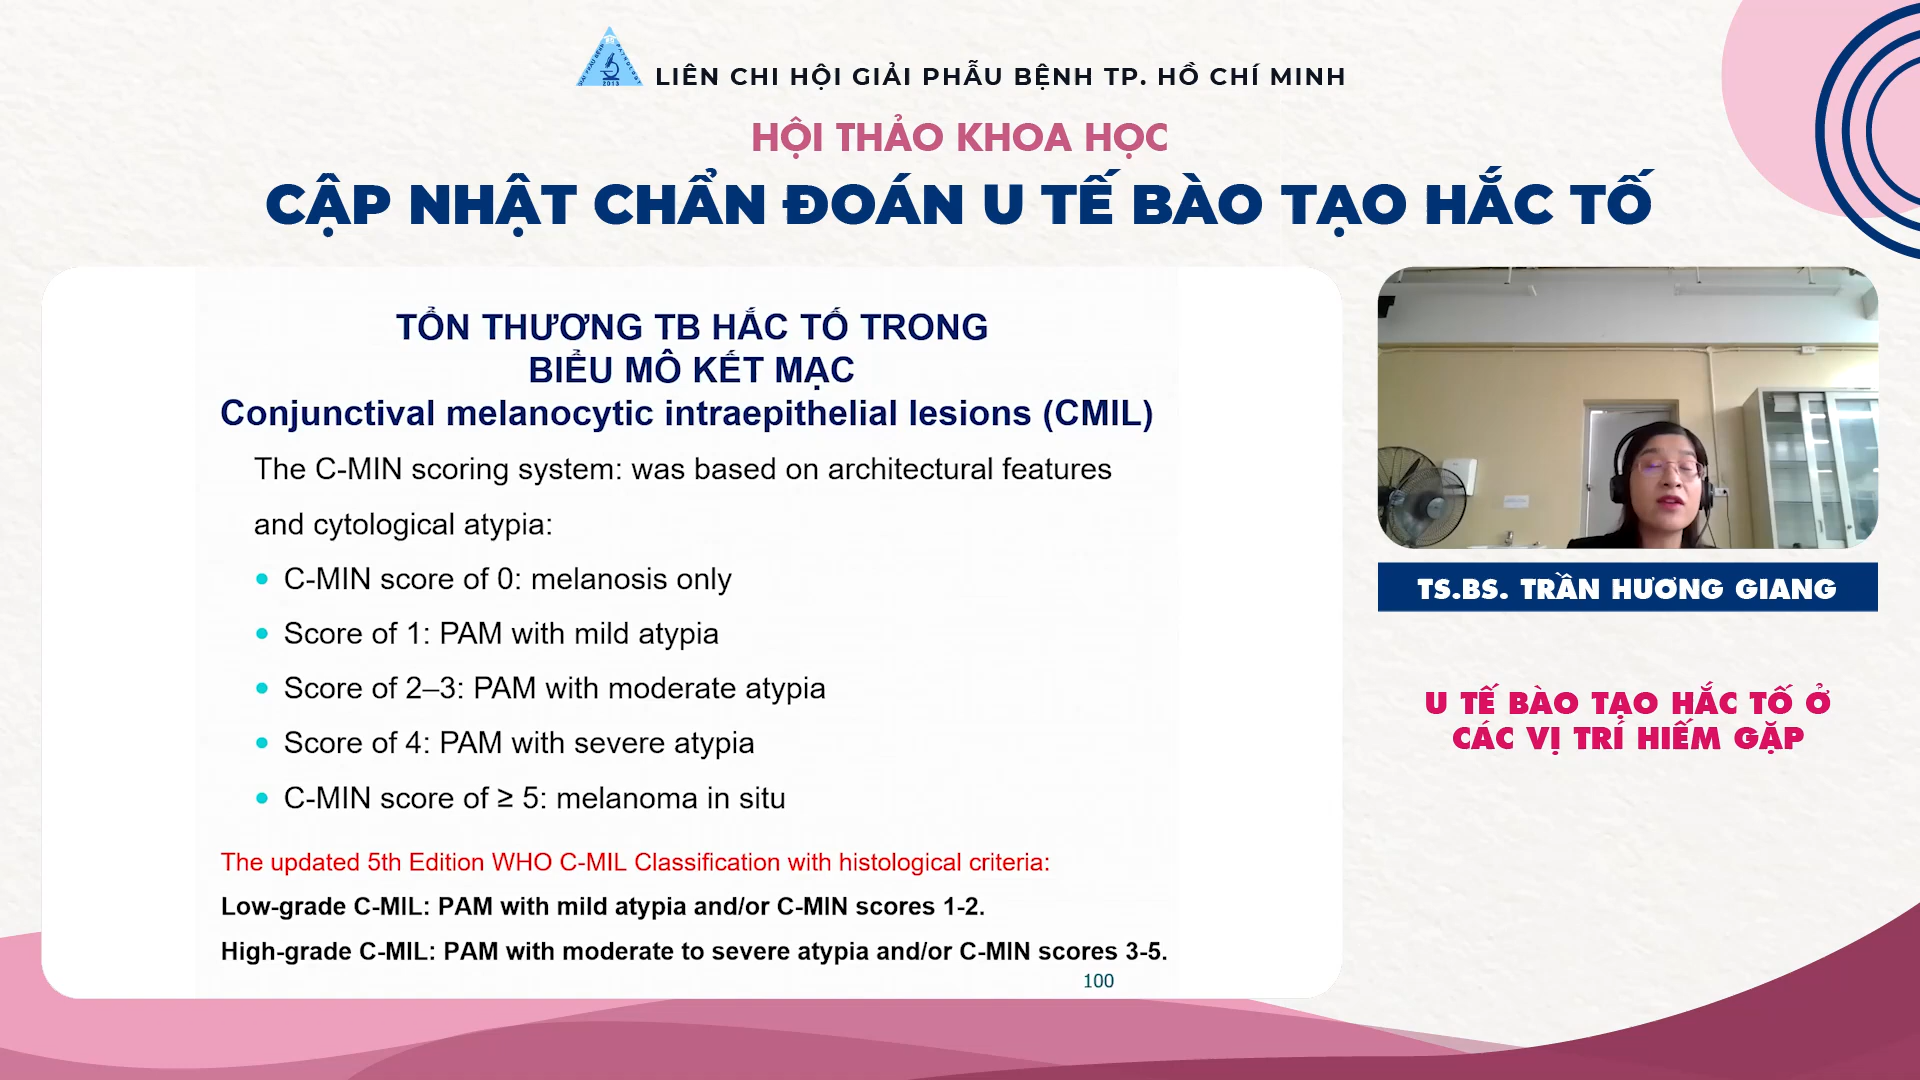 LIÊN CHI HỘI GIẢI PHẪU BỆNH TP. HỒ CHÍ MINH
HỘI THẢO KHOA HỌC
CẬP NHẬT CHẨN ĐOÁN U TẾ BÀO TẠO HẮC TỐ
TỔN THƯƠNG TB HẮC TỐ TRONG
BIỂU MÔ KẾT MẠC
Conjunctival melanocytic intraepithelial lesions (CMIL)
The C-MIN scoring system: was based on architectural features
and cytological atypia:
• C-MIN score of 0: melanosis only
• Score of 1: PAM with mild atypia
• Score of 2–3: PAM with moderate atypia
• Score of 4: PAM with severe atypia
• C-MIN score of ≥ 5: melanoma in situ
The updated 5th Edition WHO C-MIL Classification with histological criteria:
Low-grade C-MIL: PAM with mild atypia and/or C-MIN scores 1-2.
High-grade C-MIL: PAM with moderate to severe atypia and/or C-MIN scores 3-5.
100
TS.BS. TRẦN HƯƠNG GIANG
U TẾ BÀO TẠO HẮC TỐ Ở
CÁC VỊ TRÍ HIẾM GẶP